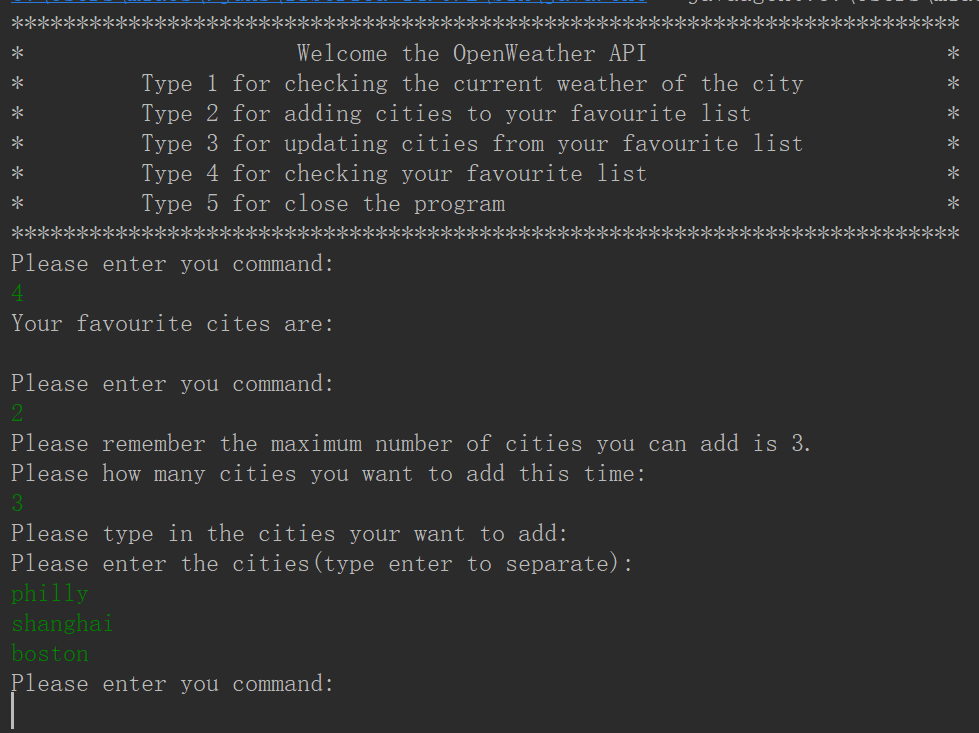 **************************************************************************
* Welcome the OpenWeather API *
* Type 1 for checking the current weather of the city *
* Type 2 for adding cities to your favourite list *
* Type 3 for updating cities from your favourite list *
* Type 4 for checking your favourite list *
* Type 5 for close the program *
**************************************************************************
Please enter you command:
4
Your favourite cites are:
Please enter you command:
2
Please remember the maximum number of cities you can add is 3.
Please how many cities you want to add this time:
3
Please type in the cities your want to add:
Please enter the cities(type enter to separate):
philly
shanghai
boston
Please enter you command: